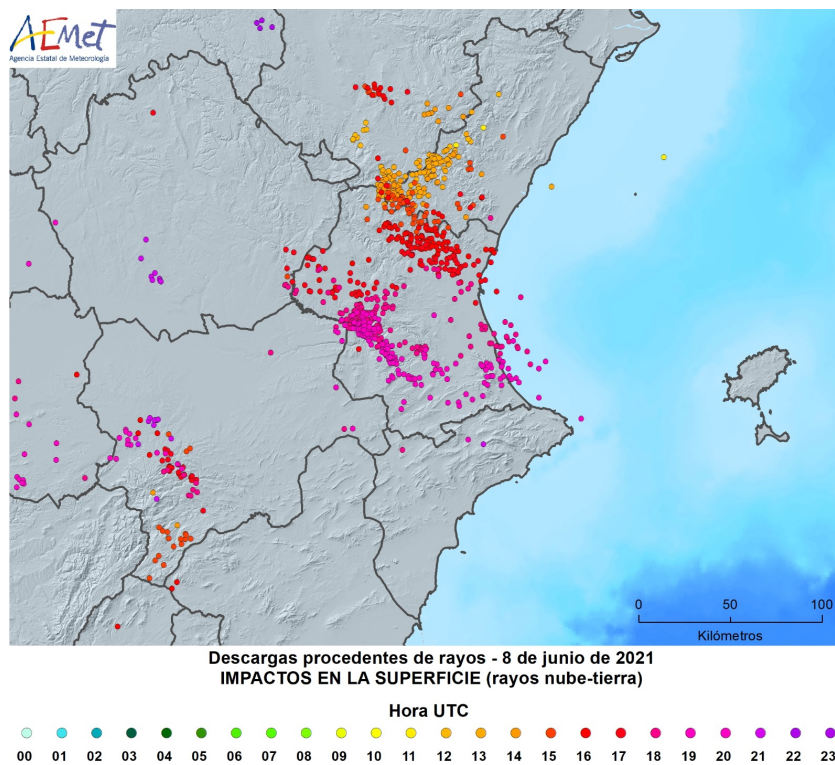 AEMet
Agencia Estatal de Meteorología
0 50 100
Kilómetros
Descargas procedentes de rayos - 8 de junio de 2021
IMPACTOS EN LA SUPERFICIE (rayos nube-tierra)
Hora UTC
00 01 02 03 04 05 06 07 08 09 10 11 12 13 14 15 16 17 18 19 20 21 22 23